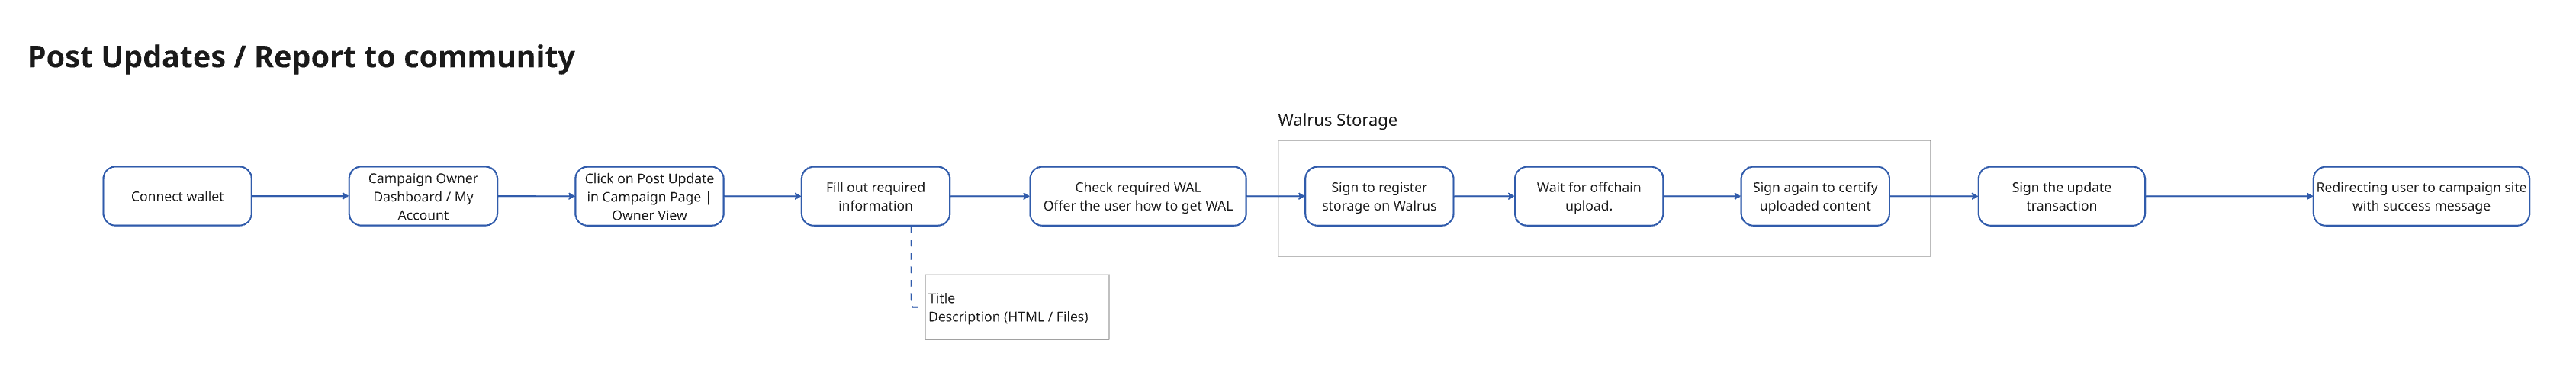 Post Updates / Report to community
Walrus Storage
Connect wallet
Campaign Owner
Dashboard / My
Account
Click on Post Update
in Campaign Page |
Owner View
Fill out required
information
Check required WAL
Offer the user how to get WAL
Sign to register
storage on Walrus
Wait for offchain
upload.
Sign again to certify
uploaded content
Sign the update
transaction
Redirecting user to campaign site
with success message
Title
Description (HTML / Files)